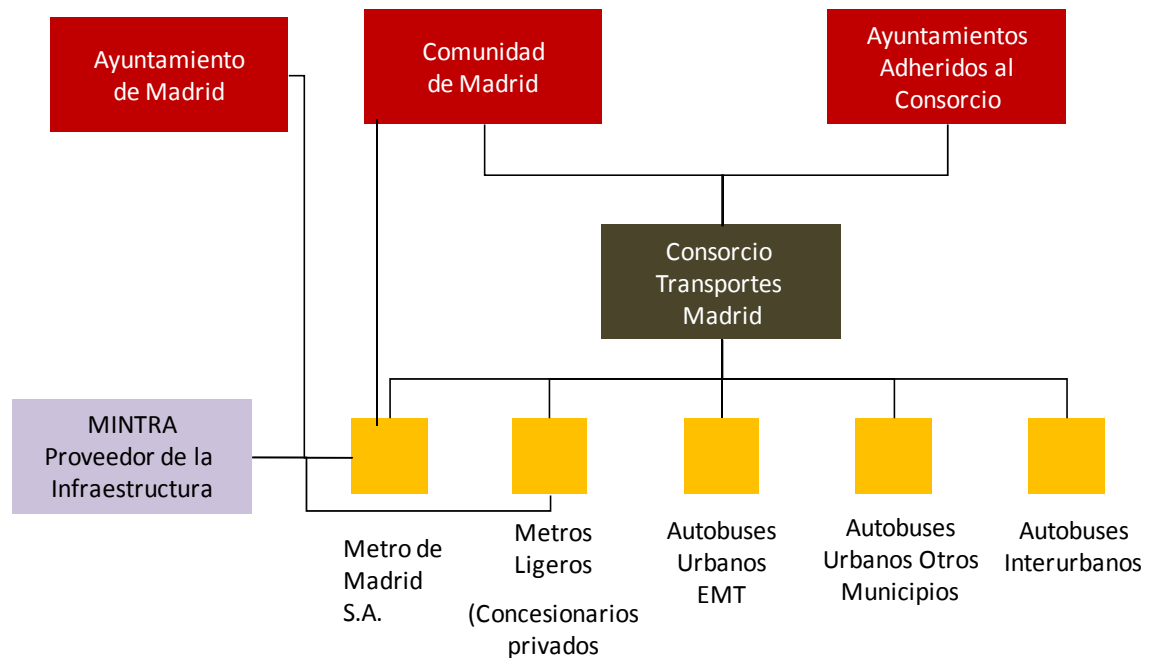 Ayuntamiento
de Madrid
Comunidad
de Madrid
Ayuntamientos
Adheridos al
Consorcio
Consorcio
Transportes
Madrid
MINTRA
Proveedor de la
Infraestructura
Metro de
Madrid
S.A.
Metros
Ligeros
(Concesionarios
privados
Autobuses
Urbanos
EMT
Autobuses
Urbanos Otros
Municipios
Autobuses
Interurbanos